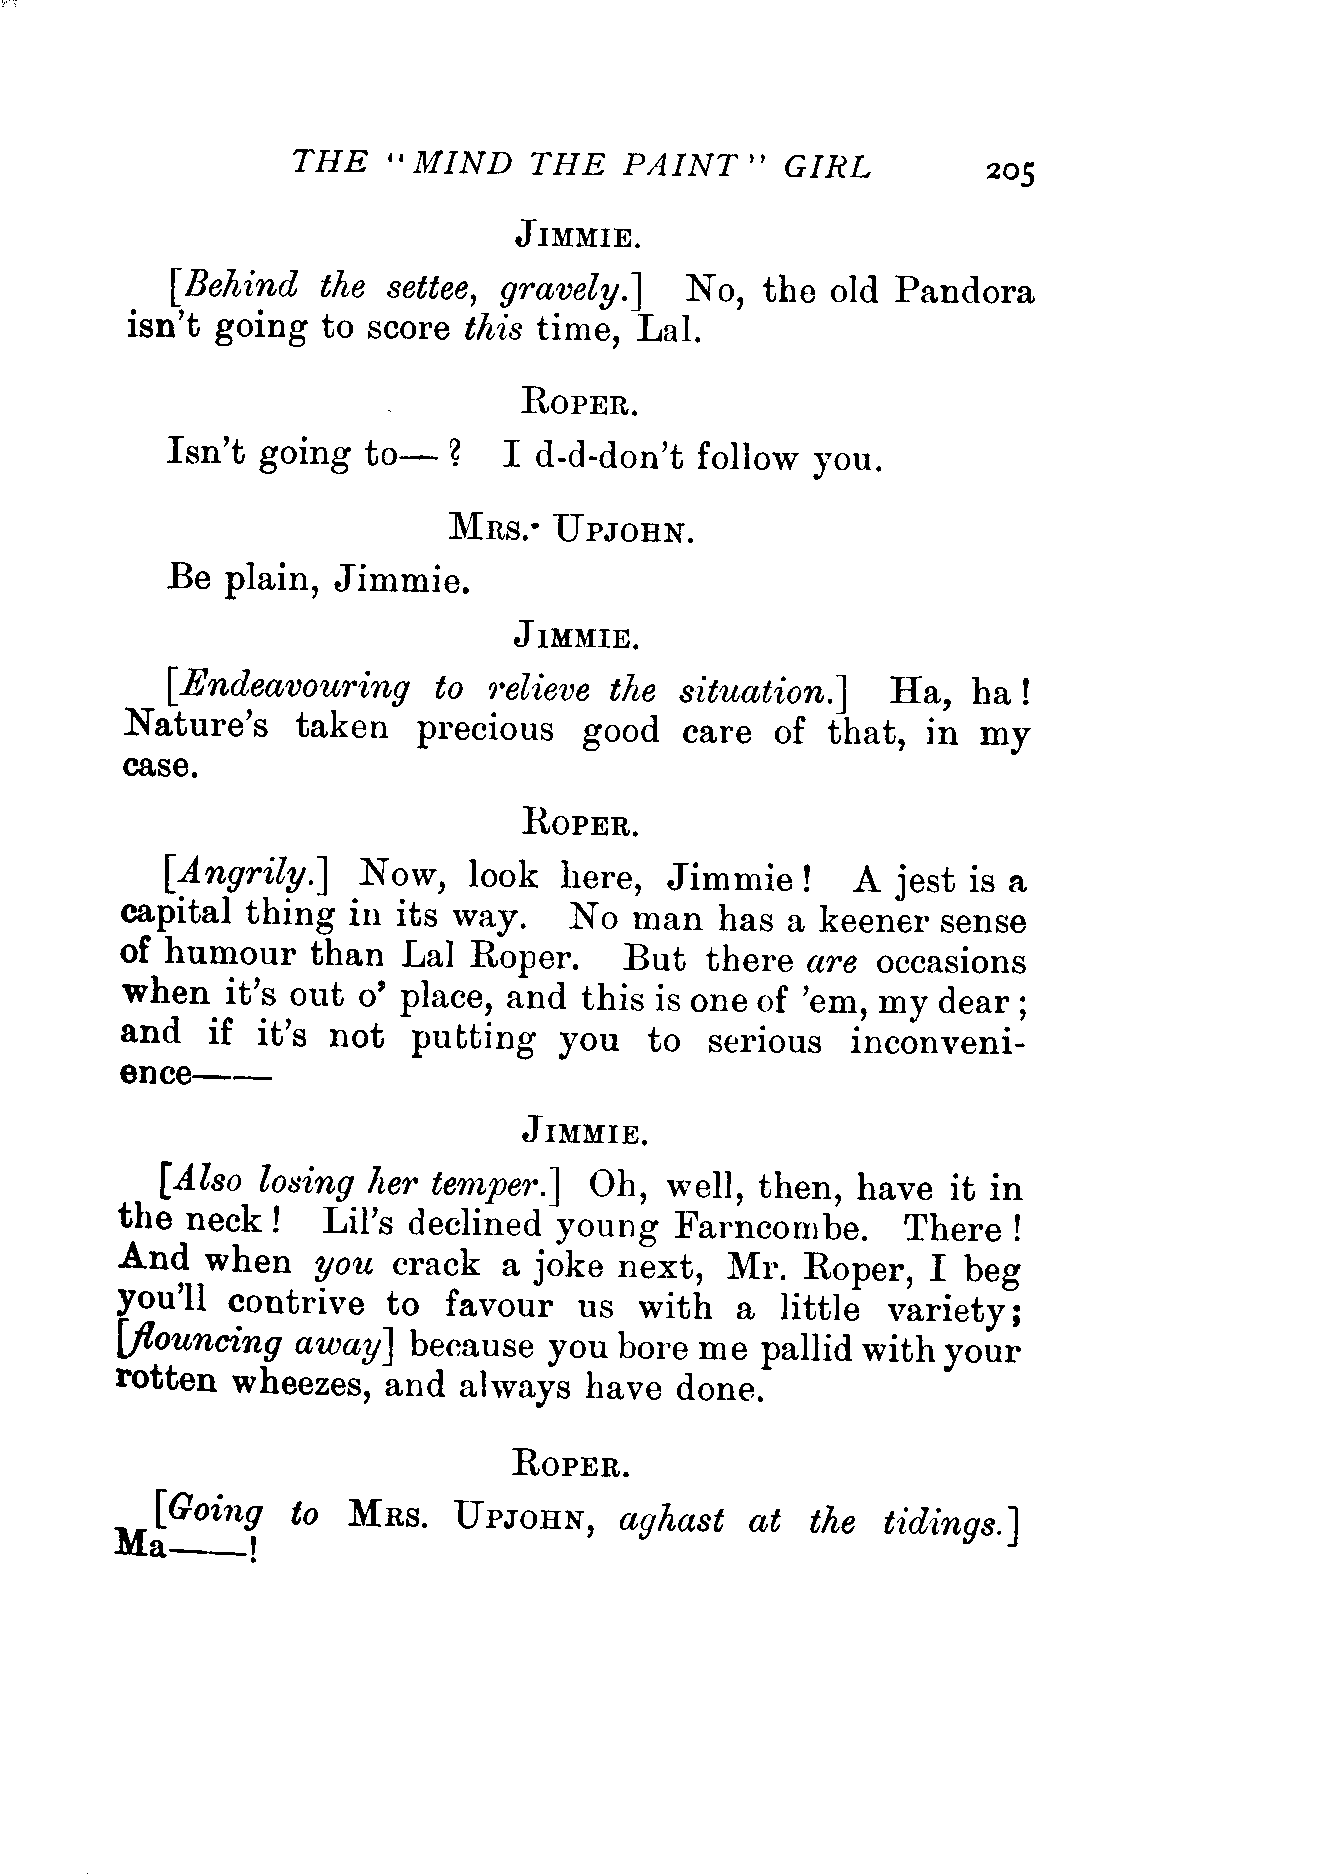 THE "MIND THE PAINT" GIRL 205
JIMMIE.
[Behind the settee, gravely.] No, the old Pandora
isn't going to score this time, Lal.
ROPER.
Isn't going to— ? I d-d-don't follow you.
MRS. UPJOHN.
Be plain, Jimmie.
JIMMIE.
[Endeavouring to relieve the situation.] Ha, ha !
Nature's taken precious good care of that, in my
case.
ROPER.
[Angrily.] Now, look here, Jimmie ! A jest is a
capital thing in its way. No man has a keener sense
of humour than Lal Roper. But there are occasions
when it's out o' place, and this is one of 'em, my dear ;
and if it's not putting you to serious inconveni-
ence——
JIMMIE.
[Also losing her temper.] Oh, well, then, have it in
the neck ! Lil's declined young Farncombe. There !
And when you crack a joke next, Mr. Roper, I beg
you'll contrive to favour us with a little variety;
[flouncing away] because you bore me pallid with your
rotten wheezes, and always have done.
ROPER.
[Going to MRS. UPJOHN, aghast at the tidings.]
Ma——!